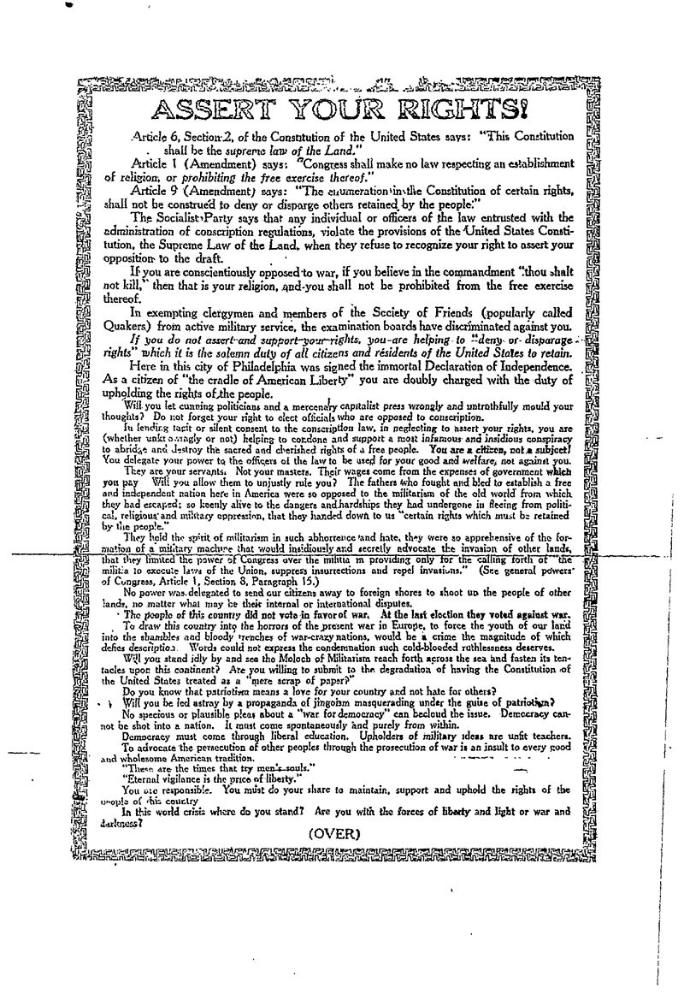 ASSERT YOUR RIGHTS!
Article 6, Section 2, of the Constitution of the United States says: "This Constitution
shall be the supreme law of the Land."
Article 1 (Amendment) says: "Congress shall make no law respecting an establishment
of religion, or prohibiting the free exercise thereof."
Article 9 (Amendment) says: "The enumeration in the Constitution of certain rights,
shall not be construed to deny or disparge others retained by the people."
The Socialist Party says that any individual or officers of the law entrusted with the
administration of conscription regulations, violate the provisions of the United States Consti-
tution, the Supreme Law of the Land, when they refuse to recognize your right to assert your
opposition to the draft.
If you are conscientiously opposed to war, if you believe in the commandment "thou shalt
not kill," then that is your religion, and you shall not be prohibited from the free exercise
thereof.
In exempting clergymen and members of the Society of Friends (popularly called
Quakers) from active military service, the examination boards have discriminated against you.
If you do not assert and support your rights, you are helping to "deny or disparage
rights" which it is the solemn duty of all citizens and residents of the United States to retain.
Here in this city of Philadelphia was signed the immortal Declaration of Independence.
As a citizen of "the cradle of American Liberty" you are doubly charged with the duty of
upholding the rights of the people.
Will you let cunning politicians and a mercenary capitalist press wrongly and untruthfully mould your
thoughts? Do not forget your right to elect officials who are opposed to conscription.
In lending tacit or silent consent to the conscription law, in neglecting to assert your rights, you are
(whether unknowingly or not) helping to condone and support a most infamous and insidious conspiracy
to abridge and destroy the sacred and cherished rights of a free people. You are a citizen, not a subject!
You delegate your power to the officers of the law to be used for your good and welfare, not against you.
They are your servants. Not your masters. Their wages come from the expenses of government which
you pay Will you allow them to unjustly rule you? The fathers who fought and bled to establish a free
and independent nation here in America were so opposed to the militarism of the old world from which
they had escaped; so keenly alive to the dangers and hardships they had undergone in fleeing from politi-
cal, religious and military oppression, that they handed down to us "certain rights which must be retained
by the people."
They held the spirit of militarism in such abhorrence and hate, they were so apprehensive of the for-
mation of a military machine that would insidiously and secretly advocate the invasion of other lands,
that they limited the power of Congress over the militia in providing only for the calling forth of "the
militia to execute laws of the Union, suppress insurrections and repel invasions." (See general powers
of Congress, Article 1, Section 8, Paragraph 15.)
No power was delegated to send our citizens away to foreign shores to shoot up the people of other
lands, no matter what may be their internal or international disputes.
The people of this country did not vote in favor of war. At the last election they voted against war.
To draw this country into the horrors of the present war in Europe, to force the youth of our land
into the shambles and bloody trenches of war-crazy nations, would be a crime the magnitude of which
defies description. Words could not express the condemnation such cold-blooded ruthlessness deserves.
Will you stand idly by and see the Moloch of Militarism reach forth across the sea and fasten its ten-
tacles upon this continent? Are you willing to submit to the degradation of having the Constitution of
the United States treated as a "mere scrap of paper?"
Do you know that patriotism means a love for your country and not hate for others?
Will you be led astray by a propaganda of jingoism masquerading under the guise of patriotism?
No specious or plausible pleas about a "war for democracy" can becloud the issue. Democracy can-
not be shot into a nation. It must come spontaneously and purely from within.
Democracy must come through liberal education. Upholders of military ideas are unfit teachers.
To advocate the persecution of other peoples through the prosecution of war is an insult to every good
and wholesome American tradition.
"These are the times that try men's souls."
"Eternal vigilance is the price of liberty."
You are responsible. You must do your share to maintain, support and uphold the rights of the
people of this country
In this world crisis where do you stand? Are you with the forces of liberty and light or war and
darkness?
(OVER)